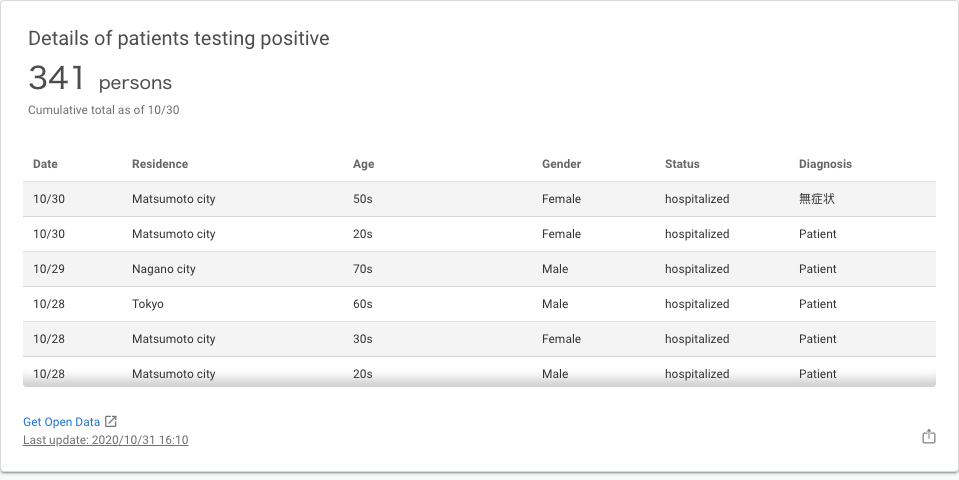 Details of patients testing positive
341 persons
Cumulative total as of 10/30
Date Residence Age Gender Status Diagnosis
10/30 Matsumoto city 50s Female hospitalized 無症状
10/30 Matsumoto city 20s Female hospitalized Patient
10/29 Nagano city 70s Male hospitalized Patient
10/28 Tokyo 60s Male hospitalized Patient
10/28 Matsumoto city 30s Female hospitalized Patient
10/28 Matsumoto city 20s Male hospitalized Patient
Get Open Data
Last update: 2020/10/31 16:10